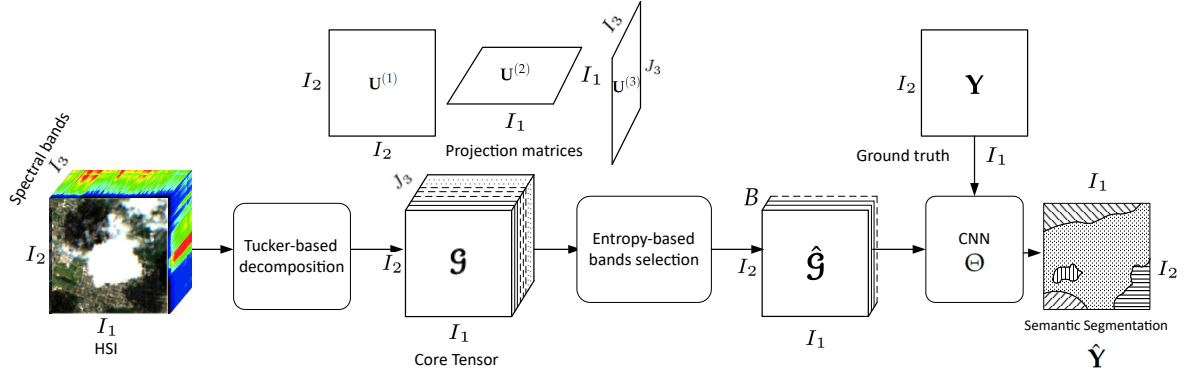 I₃
I₂ U⁽¹⁾ U⁽²⁾ I₁ U⁽³⁾ J₃
I₁
I₂ Projection matrices
I₂ Y
Ground truth I₁
Spectral bands
I₃
I₂
I₁
HSI
Tucker-based
decomposition
J₃
I₂ 𝓖
I₁
Core Tensor
Entropy-based
bands selection
B
I₂ 𝓖̂
I₁
CNN
Θ
I₁
I₂
Semantic Segmentation
Ŷ